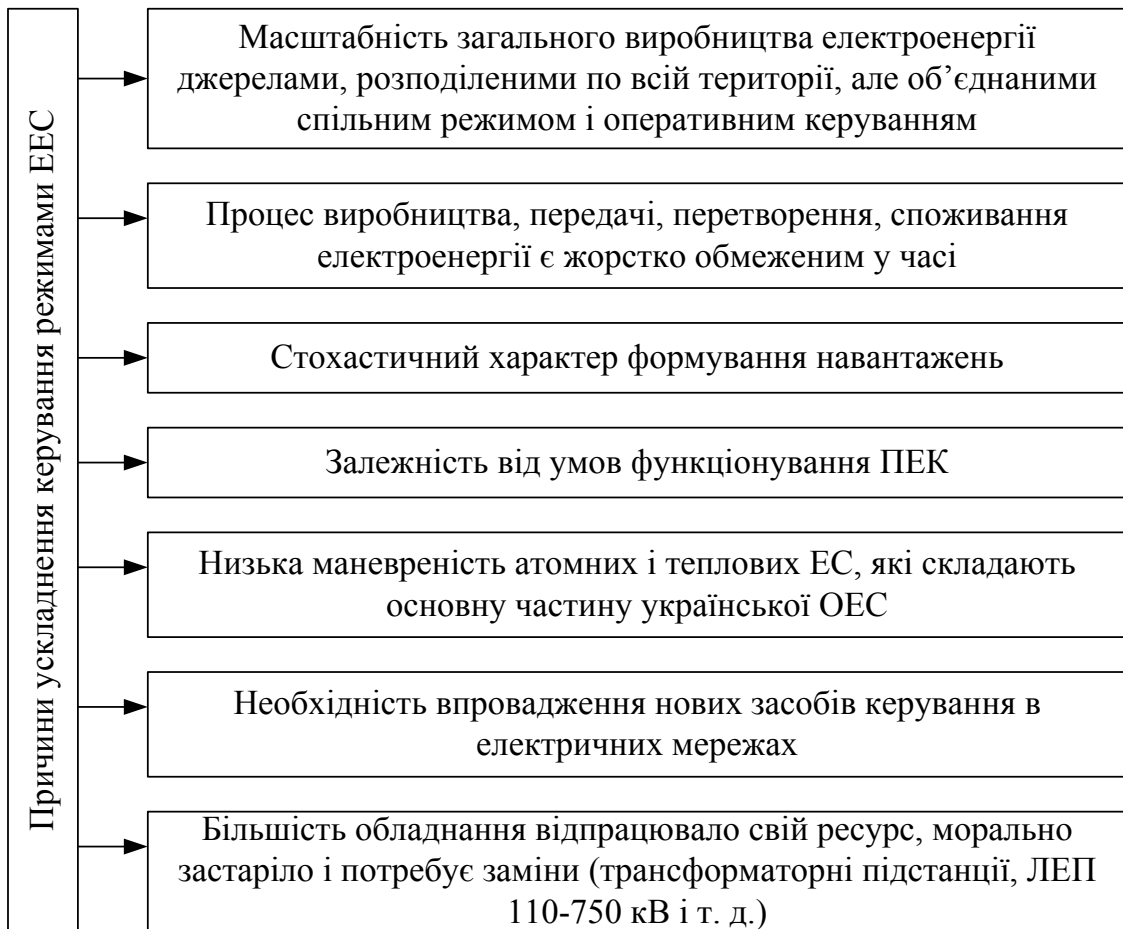 Причини ускладнення керування режимами ЕЕС
Масштабність загального виробництва електроенергії
джерелами, розподіленими по всій території, але об’єднаними
спільним режимом і оперативним керуванням
Процес виробництва, передачі, перетворення, споживання
електроенергії є жорстко обмеженим у часі
Стохастичний характер формування навантажень
Залежність від умов функціонування ПЕК
Низька маневреність атомних і теплових ЕС, які складають
основну частину української ОЕС
Необхідність впровадження нових засобів керування в
електричних мережах
Більшість обладнання відпрацювало свій ресурс, морально
застаріло і потребує заміни (трансформаторні підстанції, ЛЕП
110-750 кВ і т. д.)